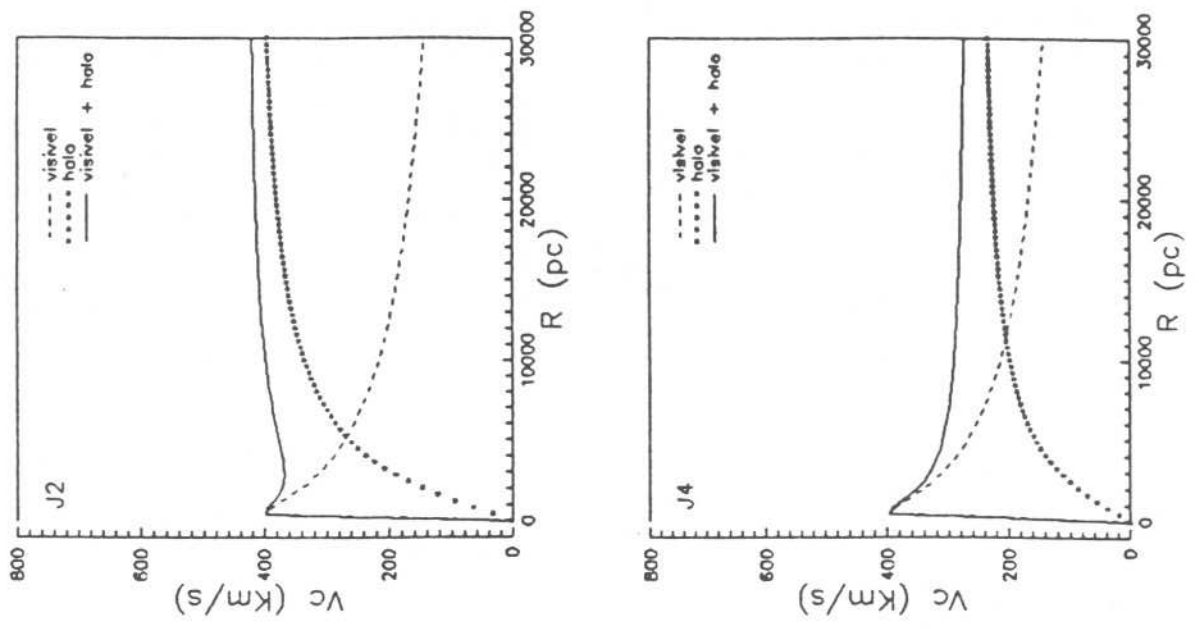 J2
visivel
halo
visivel + halo
800
600
400
200
0
Vc (Km/s)
0
10000
20000
30000
R (pc)
J4
visivel
halo
visivel + halo
800
600
400
200
0
Vc (Km/s)
0
10000
20000
30000
R (pc)